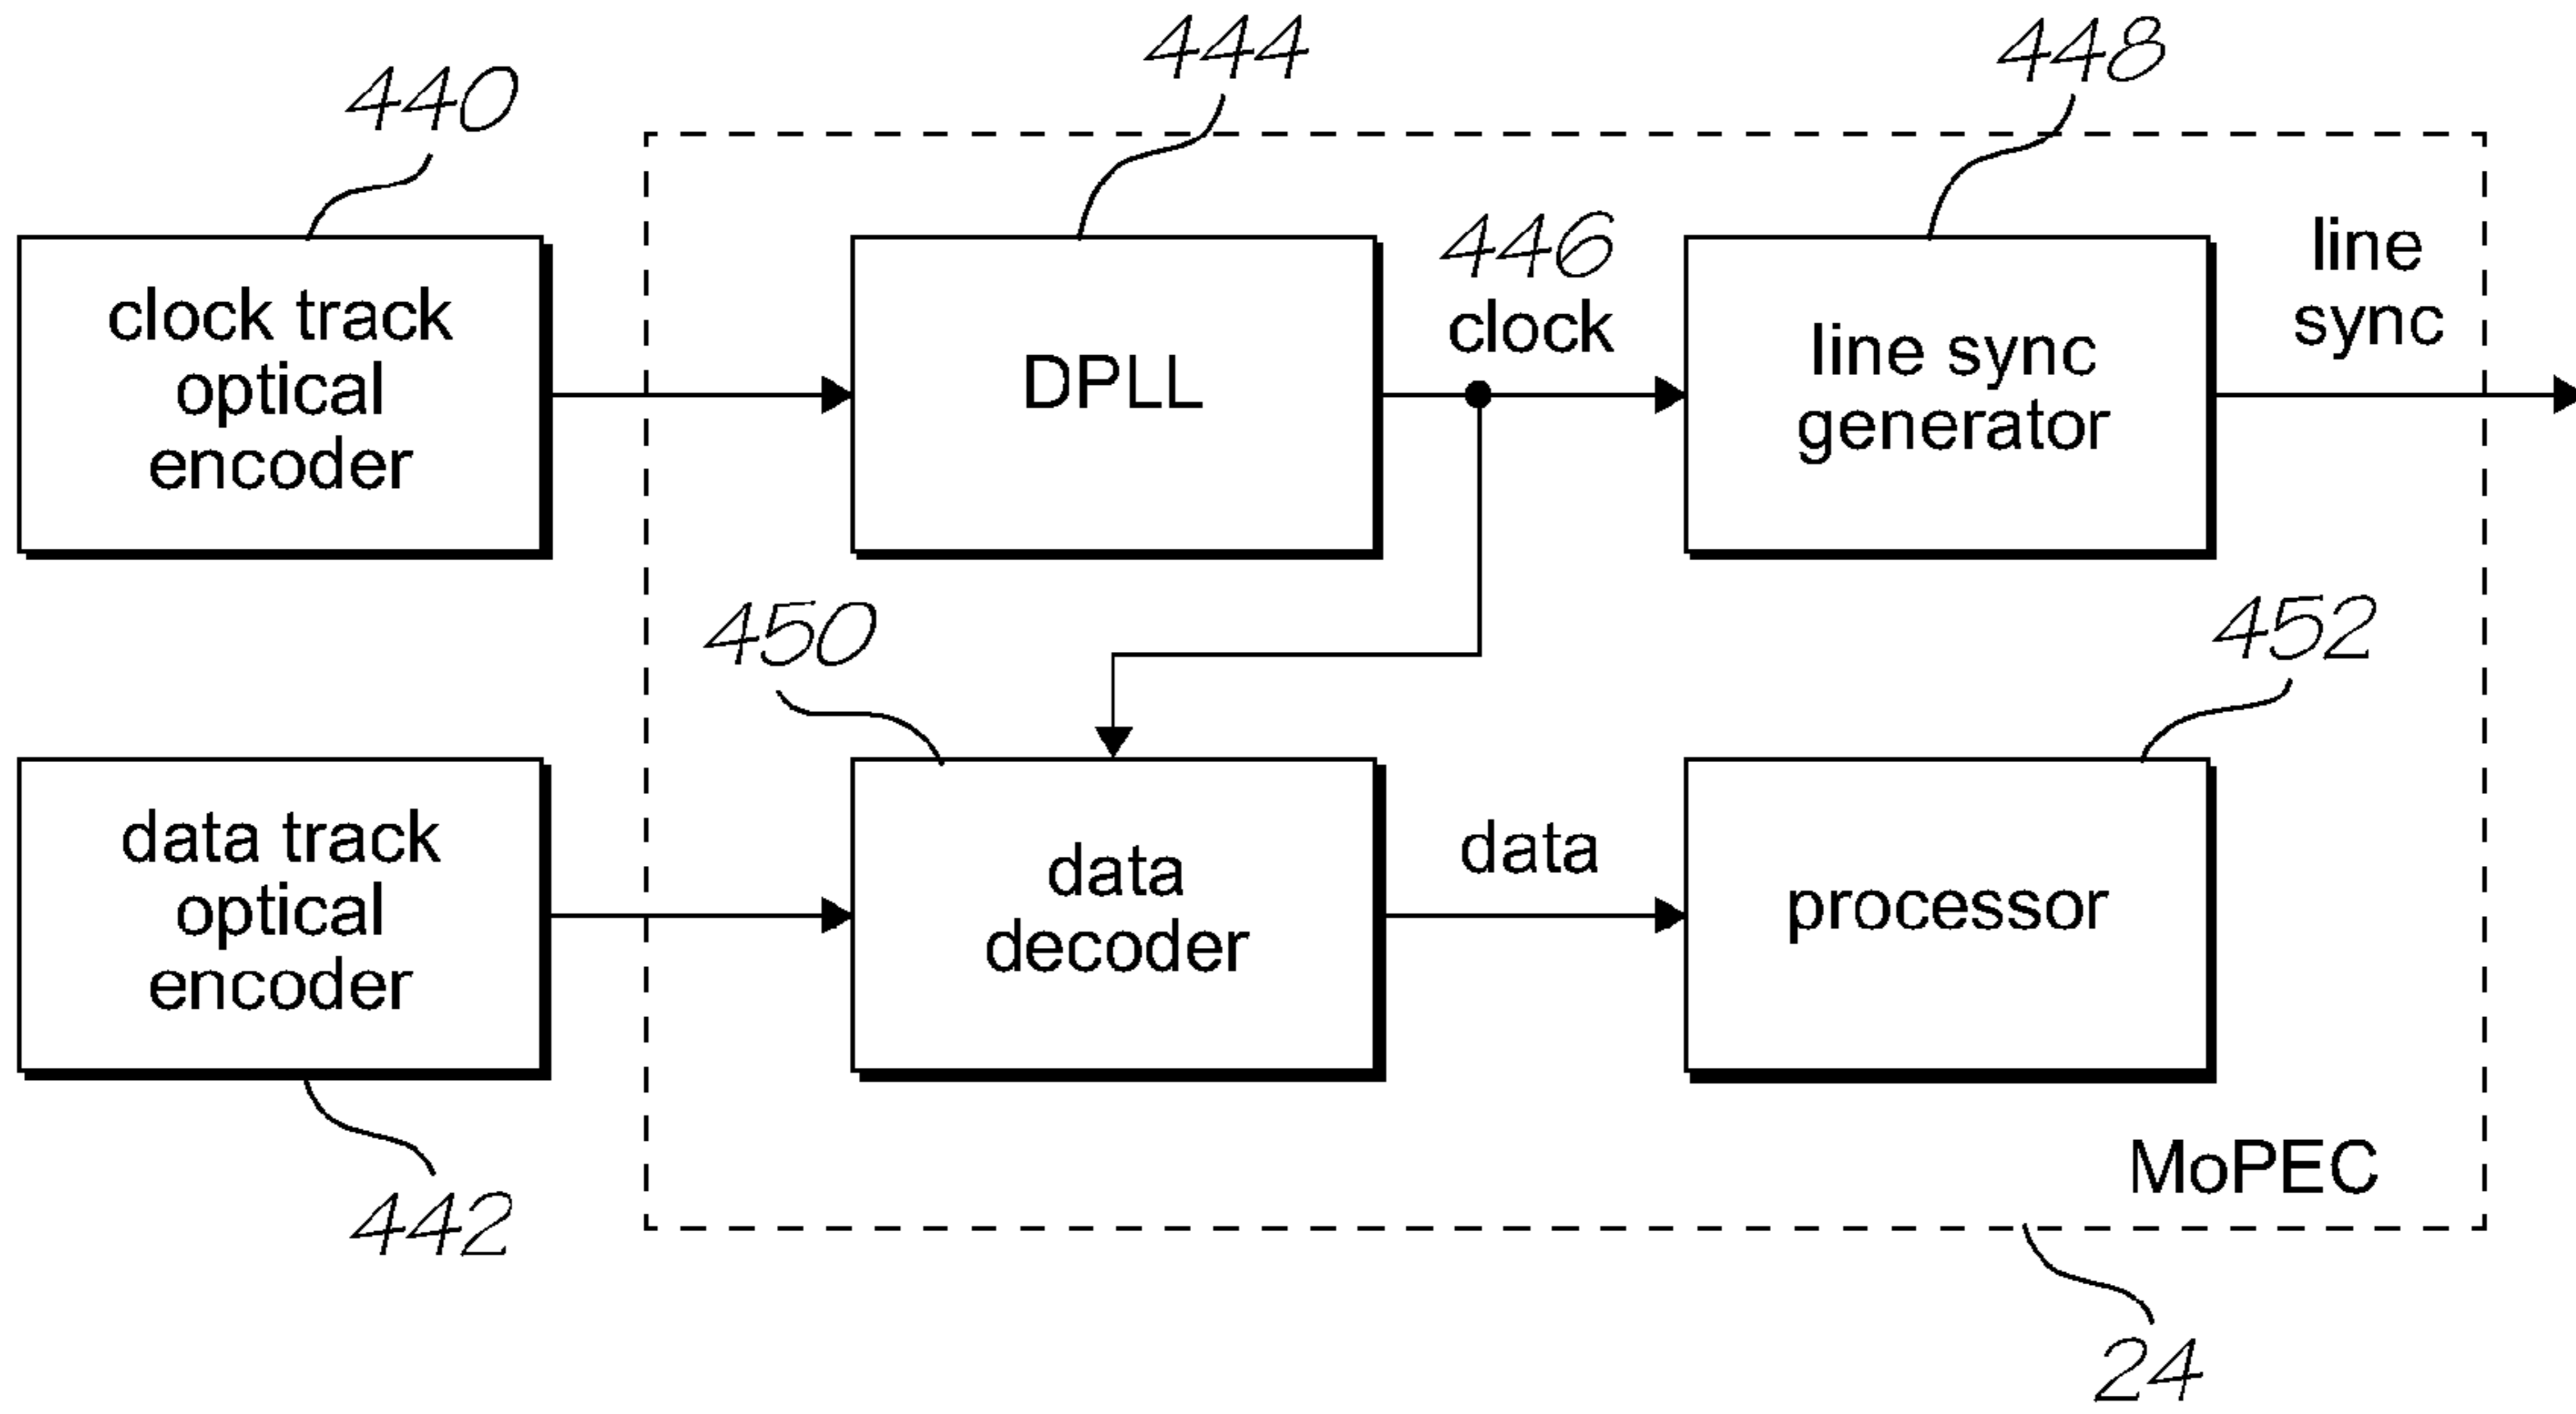 440
444
448
clock track
optical
encoder
DPLL
446
clock
line sync
generator
line
sync
450
452
data track
optical
encoder
data
decoder
data
processor
MoPEC
442
24